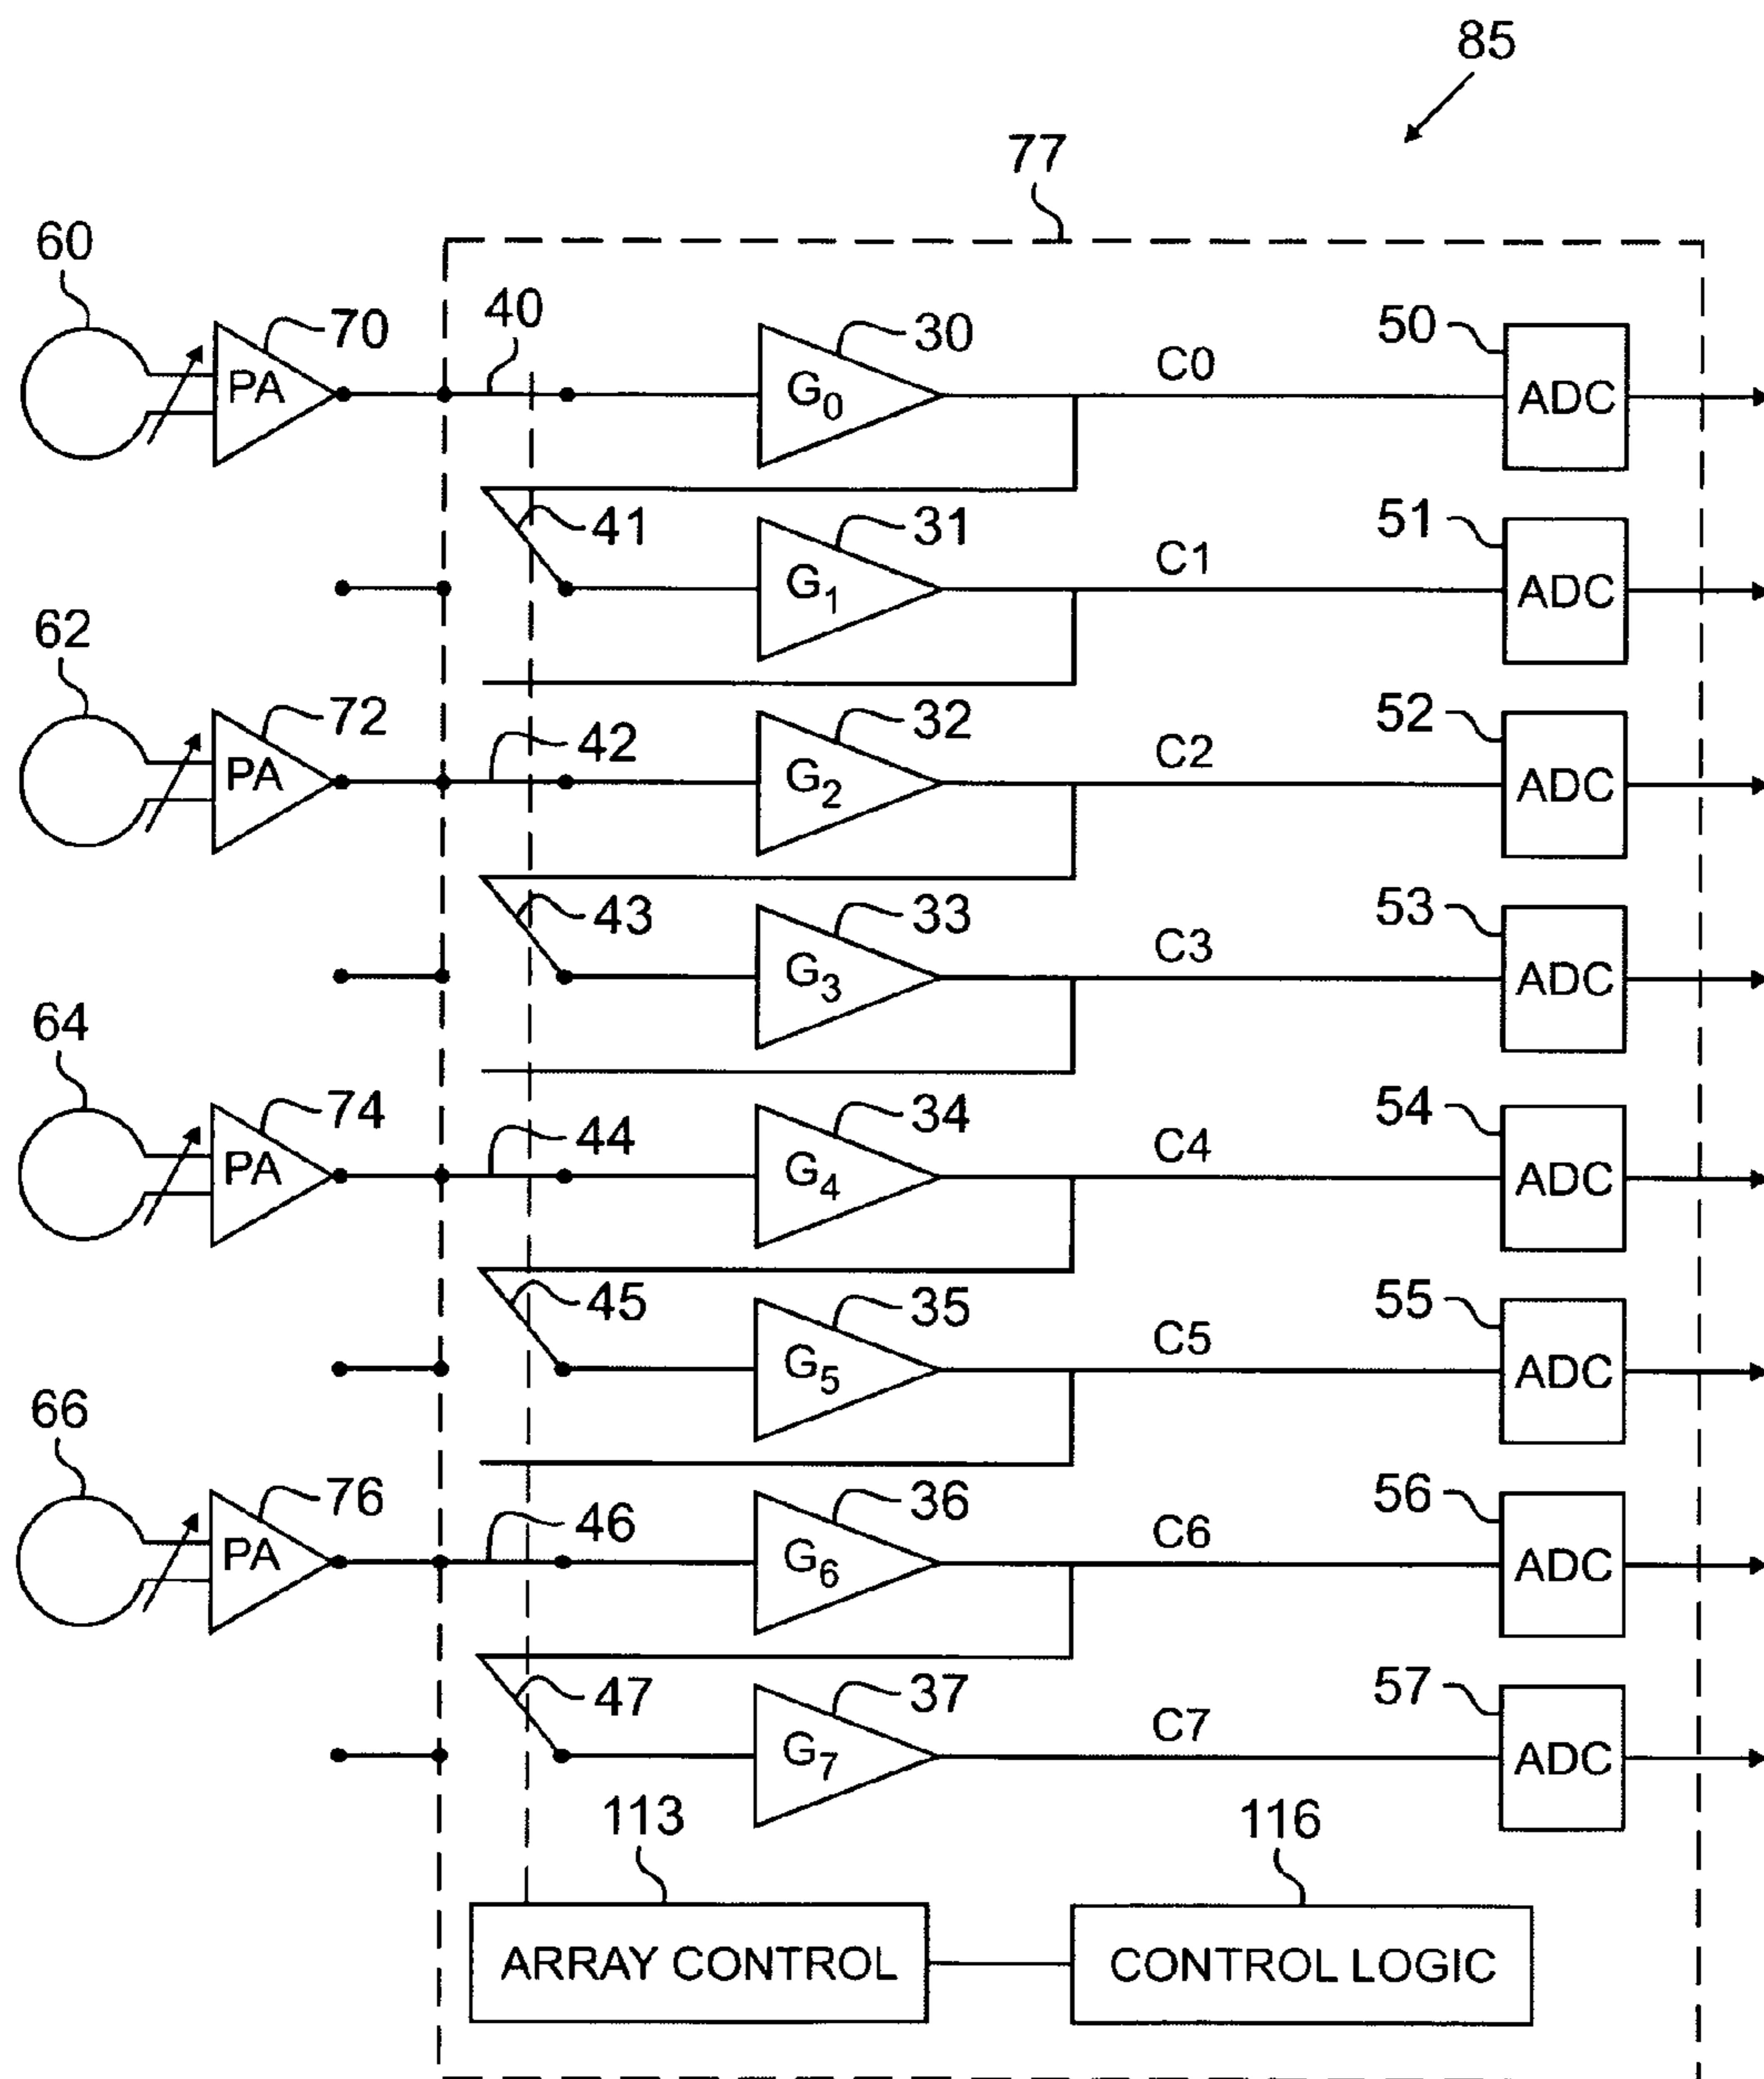 85
77
60
70
40
30
50
PA
G0
C0
ADC
41
31
51
G1
C1
ADC
62
72
42
32
52
PA
G2
C2
ADC
43
33
53
G3
C3
ADC
64
74
44
34
54
PA
G4
C4
ADC
45
35
55
G5
C5
ADC
66
76
46
36
56
PA
G6
C6
ADC
47
37
57
G7
C7
ADC
113
116
ARRAY CONTROL
CONTROL LOGIC